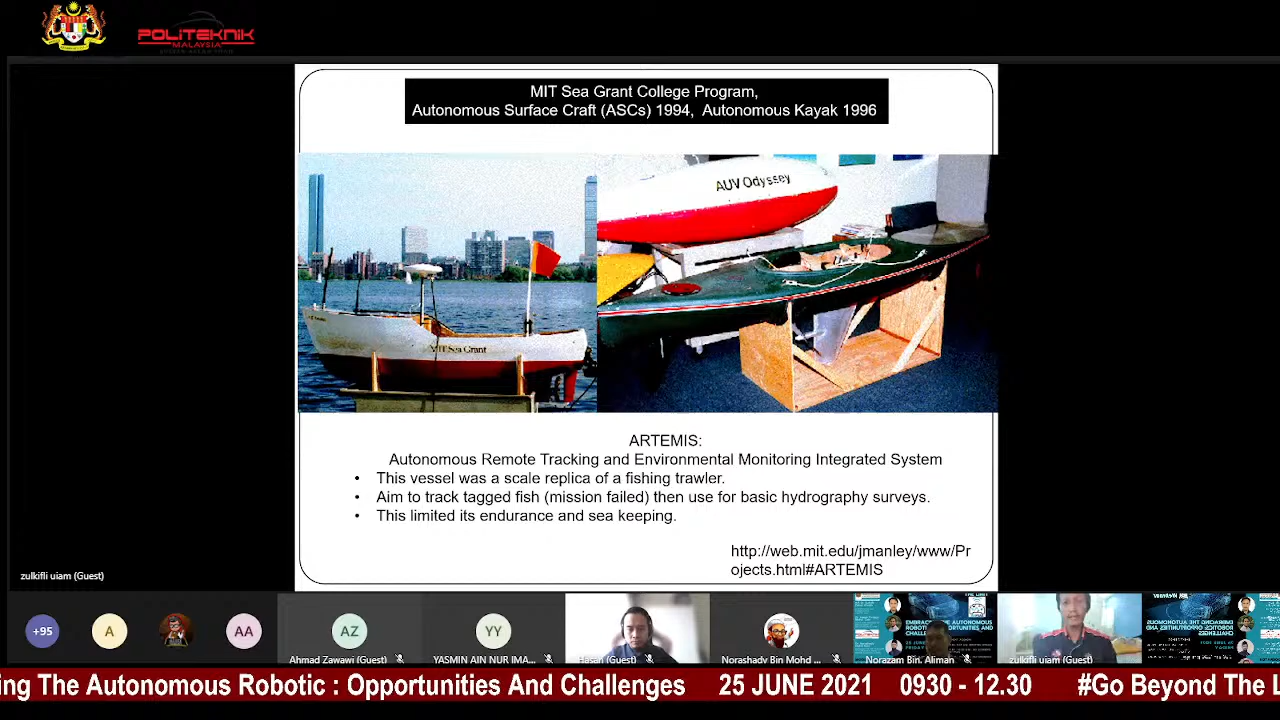 POLITEKNIK
MALAYSIA
MIT Sea Grant College Program,
Autonomous Surface Craft (ASCs) 1994, Autonomous Kayak 1996
AUV Odyssey
MIT Sea Grant
ARTEMIS:
Autonomous Remote Tracking and Environmental Monitoring Integrated System
• This vessel was a scale replica of a fishing trawler.
• Aim to track tagged fish (mission failed) then use for basic hydrography surveys.
• This limited its endurance and sea keeping.
http://web.mit.edu/jmanley/www/Pr
ojects.html#ARTEMIS
zulkifli uiam (Guest)
+95
A
AA
AZ
YY
Ahmad Zawawi (Guest)
YASMIN AIN NUR IMA...
Hasan (Guest)
Norashady Bin Mohd ...
Norazam Bin. Aliman
zulkifli uiam (Guest)
ing The Autonomous Robotic : Opportunities And Challenges 25 JUNE 2021 0930 - 12.30 #Go Beyond The L